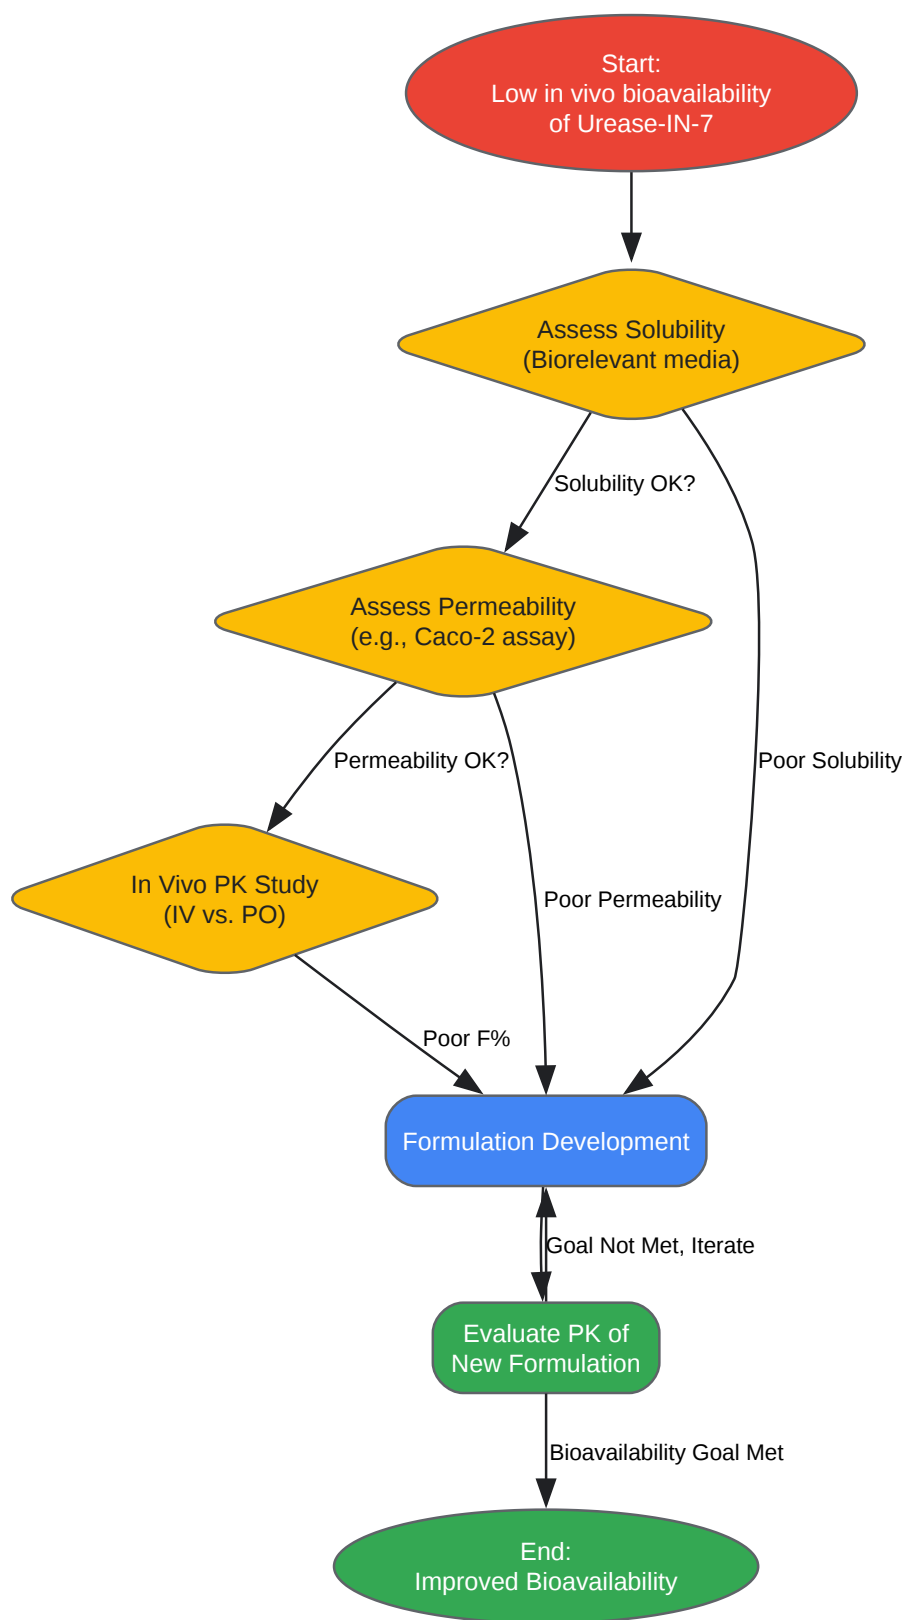 Start:
Low in vivo bioavailability
of Urease-IN-7
Assess Solubility
(Biorelevant media)
Solubility OK?
Assess Permeability
(e.g., Caco-2 assay)
Permeability OK?
Poor Solubility
In Vivo PK Study
(IV vs. PO)
Poor Permeability
Poor F%
Formulation Development
Goal Not Met, Iterate
Evaluate PK of
New Formulation
Bioavailability Goal Met
End:
Improved Bioavailability